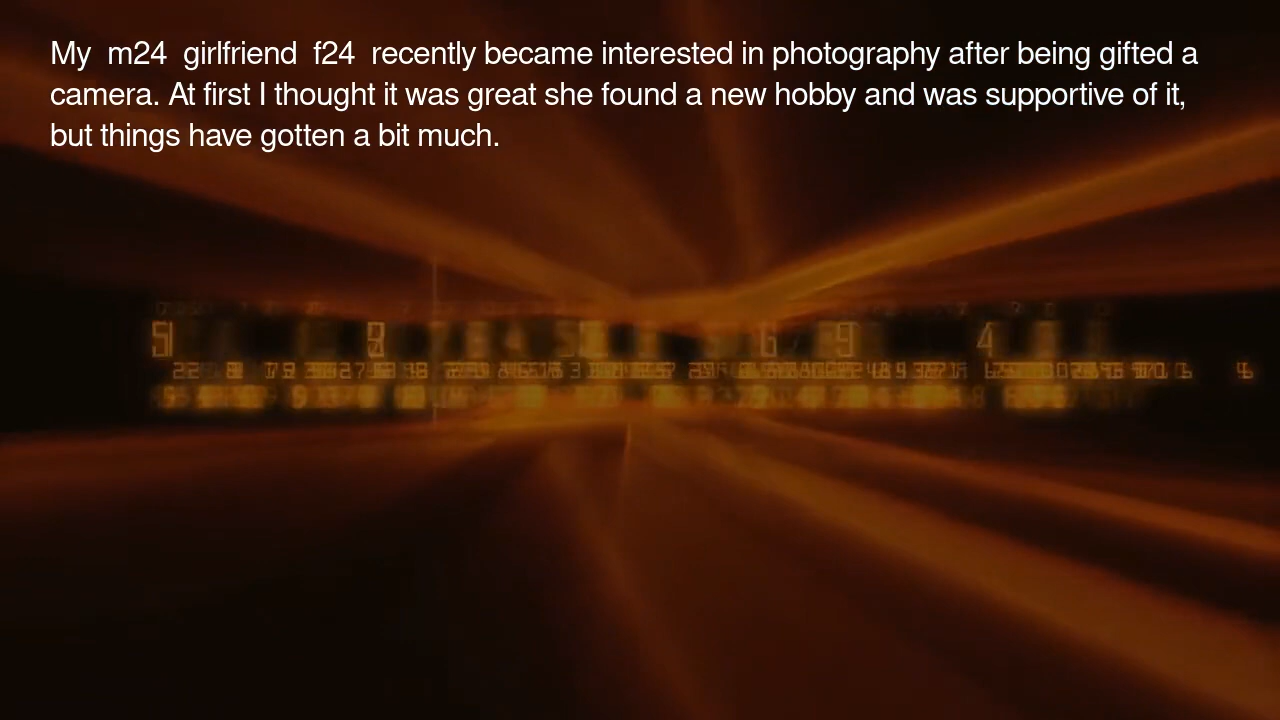 My m24 girlfriend f24 recently became interested in photography after being gifted a
camera. At first I thought it was great she found a new hobby and was supportive of it,
but things have gotten a bit much.